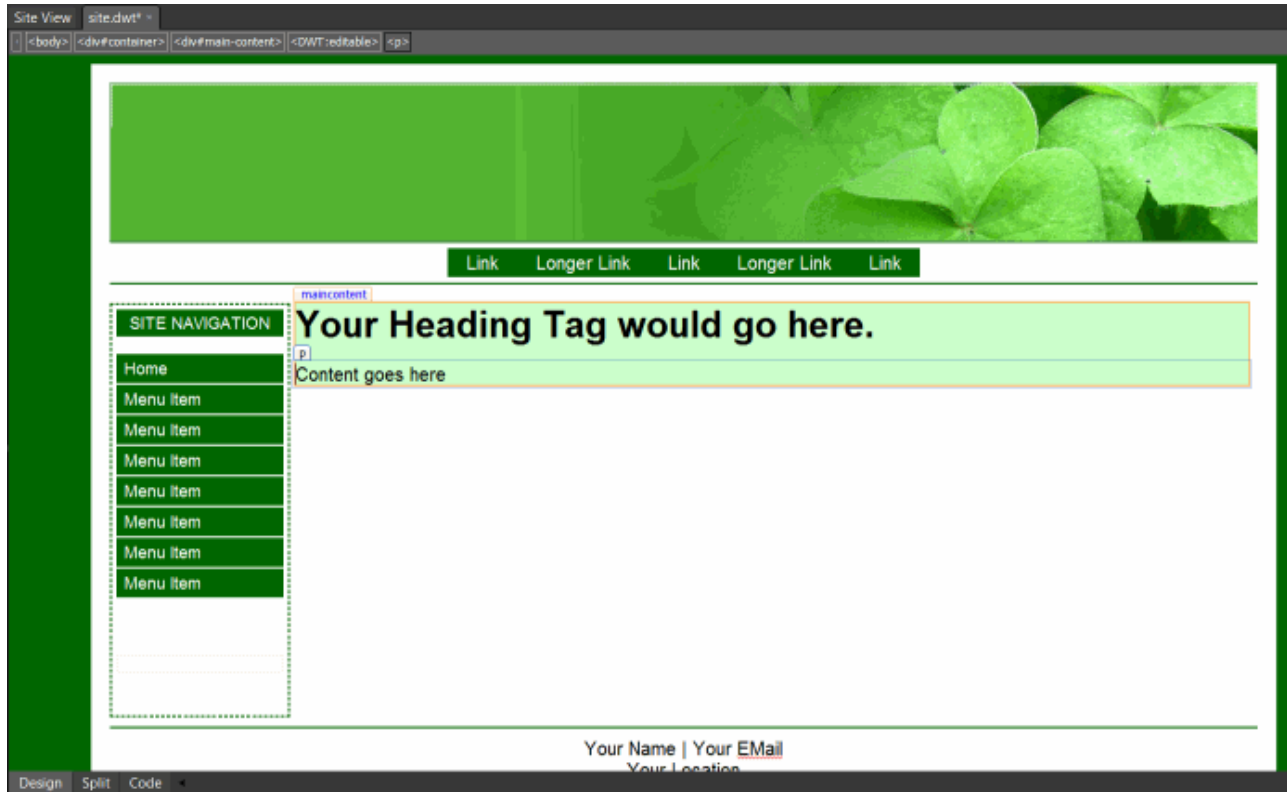 Site View site.dwt*
<body> <div#container> <div#main-content> <DWT:editable> <p>
Link Longer Link Link Longer Link Link
maincontent
SITE NAVIGATION
Your Heading Tag would go here.
p
Home
Content goes here
Menu Item
Menu Item
Menu Item
Menu Item
Menu Item
Menu Item
Menu Item
Your Name | Your EMail
Your Location
Design Split Code